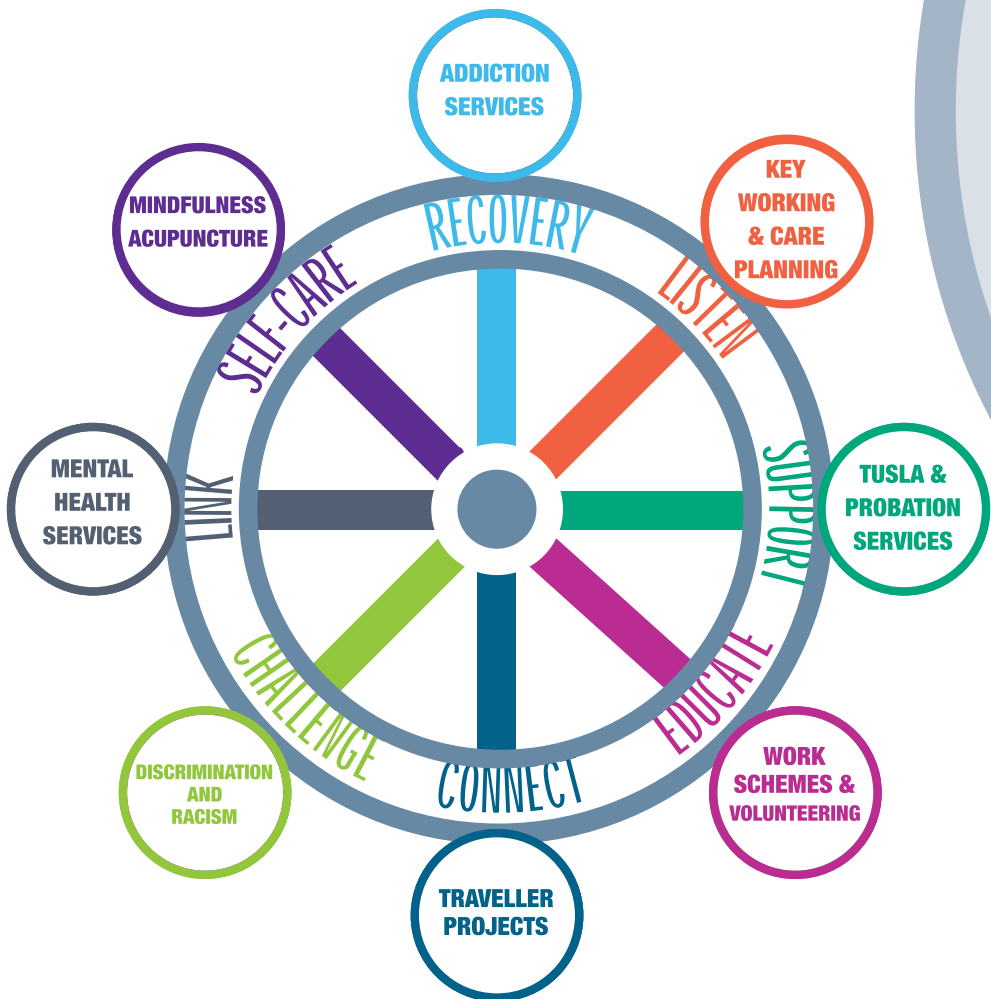 ADDICTION
SERVICES
RECOVERY
KEY
WORKING
& CARE
PLANNING
LISTEN
TUSLA &
PROBATION
SERVICES
SUPPORT
WORK
SCHEMES &
VOLUNTEERING
EDUCATE
TRAVELLER
PROJECTS
CONNECT
DISCRIMINATION
AND
RACISM
CHALLENGE
MENTAL
HEALTH
SERVICES
LINK
MINDFULNESS
ACUPUNCTURE
SELF-CARE